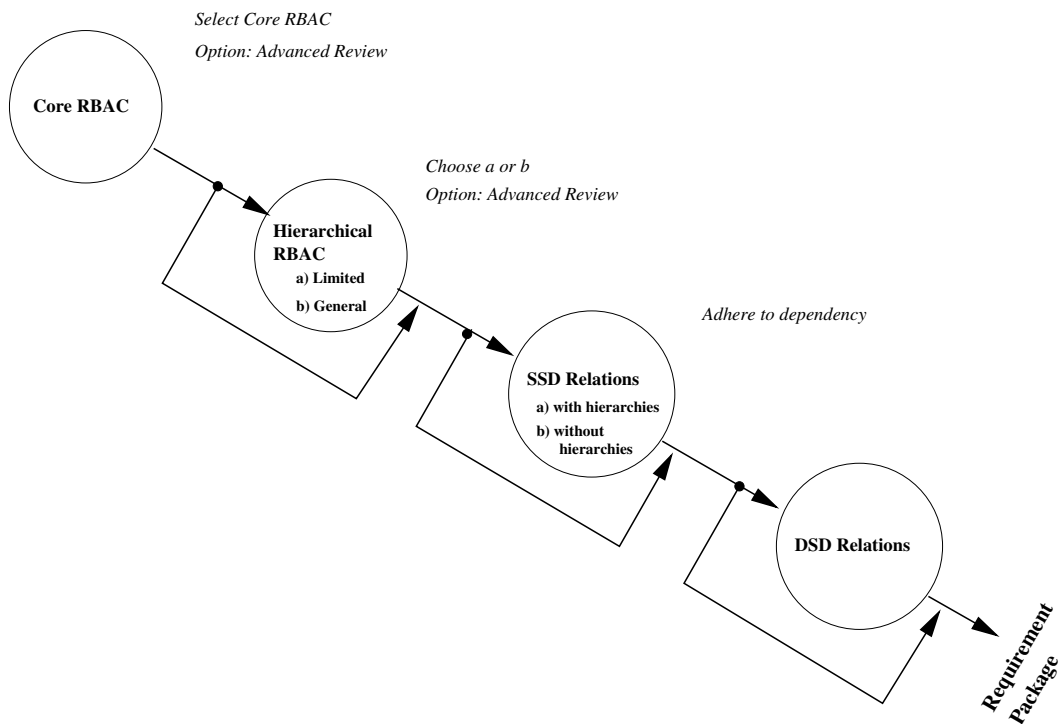 Select Core RBAC
Option: Advanced Review
Core RBAC
Choose a or b
Option: Advanced Review
Hierarchical
RBAC
a) Limited
b) General
Adhere to dependency
SSD Relations
a) with hierarchies
b) without
hierarchies
DSD Relations
Requirement
Package